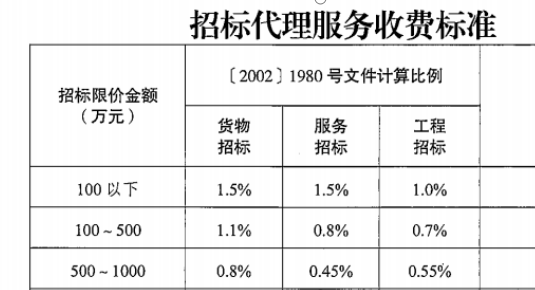 招标代理服务收费标准
招标限价金额
（万元）
〔2002〕1980 号文件计算比例
货物
招标
服务
招标
工程
招标
100 以下
1.5%
1.5%
1.0%
100 ~ 500
1.1%
0.8%
0.7%
500 ~ 1000
0.8%
0.45%
0.55%